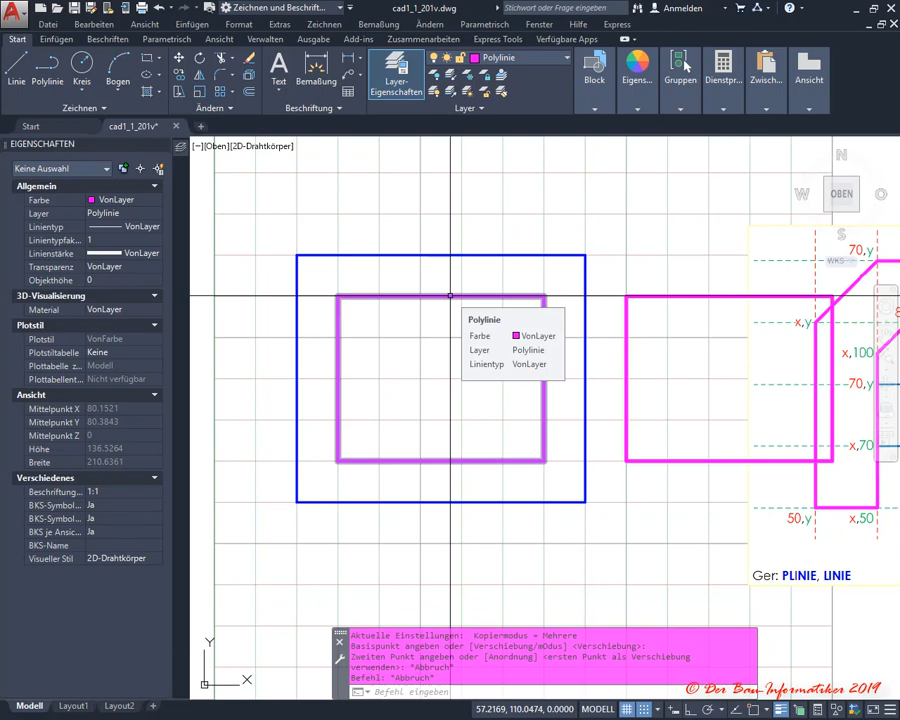 Zeichnen und Beschrift...
cad1_1_201v.dwg
Stichwort oder Frage eingeben
Anmelden
Datei
Bearbeiten
Ansicht
Einfügen
Format
Extras
Zeichnen
Bemaßung
Ändern
Parametrisch
Fenster
Hilfe
Express
Start
Einfügen
Beschriften
Parametrisch
Ansicht
Verwalten
Ausgabe
Add-ins
Zusammenarbeiten
Express Tools
Verfügbare Apps
Linie
Polylinie
Kreis
Bogen
Text
Bemaßung
Layer-
Eigenschaften
Polylinie
Block
Eigens...
Gruppen
Dienstpr...
Zwisch...
Ansicht
Zeichnen
Ändern
Beschriftung
Layer
Start
cad1_1_201v*
EIGENSCHAFTEN
Keine Auswahl
Allgemein
Farbe VonLayer
Layer Polylinie
Linientyp VonLayer
Linientypfak... 1
Linienstärke VonLayer
Transparenz VonLayer
Objekthöhe 0
3D-Visualisierung
Material VonLayer
Plotstil
Plotstil VonFarbe
Plotstiltabelle Keine
Plottabelle z... Modell
Plottabellent... Nicht verfügbar
Ansicht
Mittelpunkt X 80.1521
Mittelpunkt Y 80.3843
Mittelpunkt Z 0
Höhe 136.5264
Breite 210.6361
Verschiedenes
Beschriftung... 1:1
BKS-Symbo... Ja
BKS-Symbo... Ja
BKS je Ansic... Ja
BKS-Name
Visueller Stil 2D-Drahtkörper
[−][Oben][2D-Drahtkörper]
N
W
OBEN
O
S
WKS
Polylinie
Farbe VonLayer
Layer Polylinie
Linientyp VonLayer
70,y
x,y
x,100
70,y
x,70
50,y
x,50
Ger: PLINIE, LINIE
Y
X
Aktuelle Einstellungen: Kopiermodus = Mehrere
Basispunkt angeben oder [Verschiebung/mOdus] <Verschiebung>:
Zweiten Punkt angeben oder [Anordnung] <ersten Punkt als Verschiebung
verwenden>: *Abbruch*
Befehl: *Abbruch*
Befehl eingeben
© Der Bau-Informatiker 2019
Modell
Layout1
Layout2
57.2169, 110.0474, 0.0000
MODELL